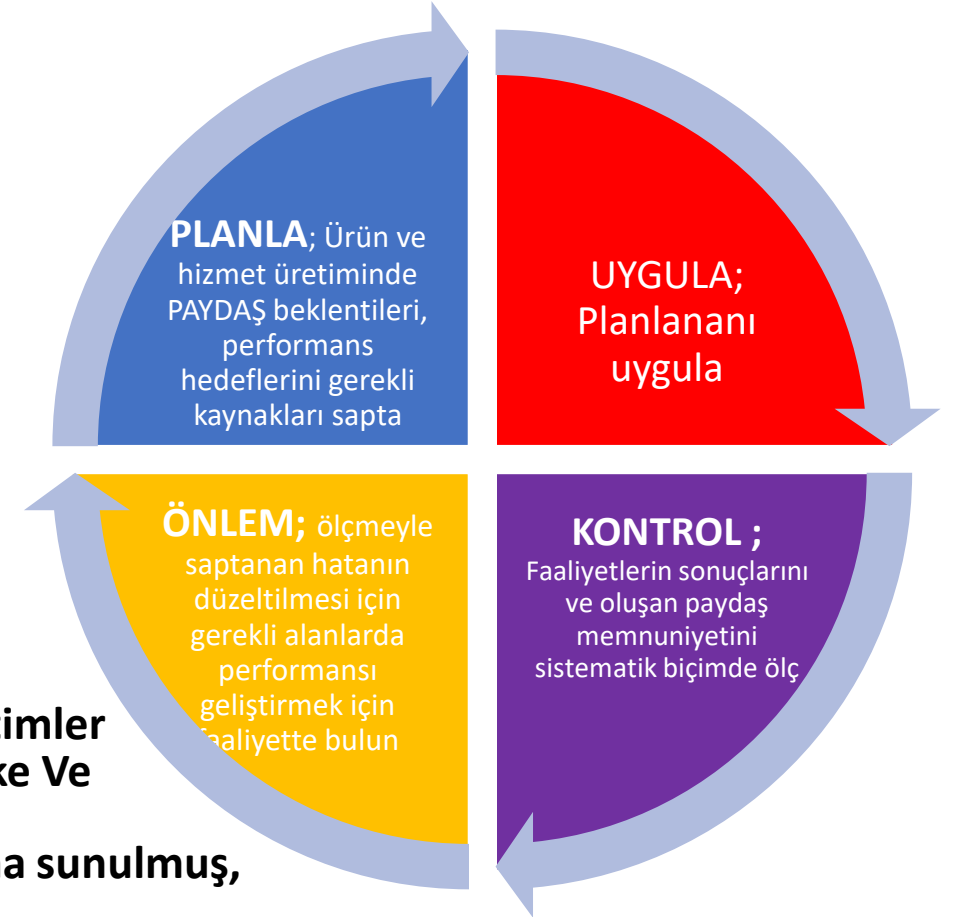 PLANLA; Ürün ve
hizmet üretiminde
PAYDAŞ beklentileri,
performans
hedeflerini gerekli
kaynakları sapta
UYGULA;
Planlananı
uygula
ÖNLEM; ölçmeyle
saptanan hatanın
düzeltilmesi için
gerekli alanlarda
performansı
geliştirmek için
faaliyette bulun
KONTROL ;
Faaliyetlerin sonuçlarını
ve oluşan paydaş
memnuniyetini
sistematik biçimde ölç
Ve
sunulmuş,